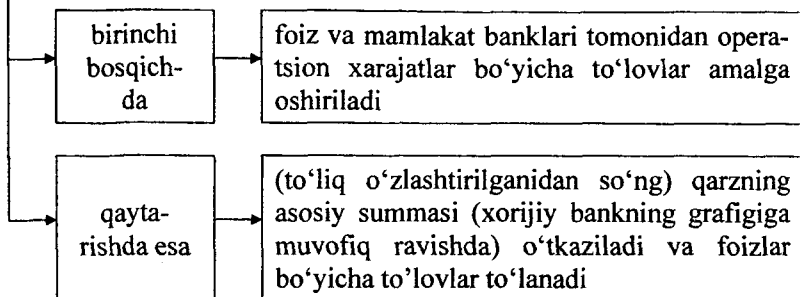 birinchi
bosqich-
da
foiz va mamlakat banklari tomonidan opera-
tsion xarajatlar bo‘yicha to‘lovlar amalga
oshiriladi
qayta-
rishda esa
(to‘liq o‘zlashtirilganidan so‘ng) qarzning
asosiy summasi (xorijiy bankning grafigiga
muvofiq ravishda) o‘tkaziladi va foizlar
bo‘yicha to’lovlar to‘lanadi